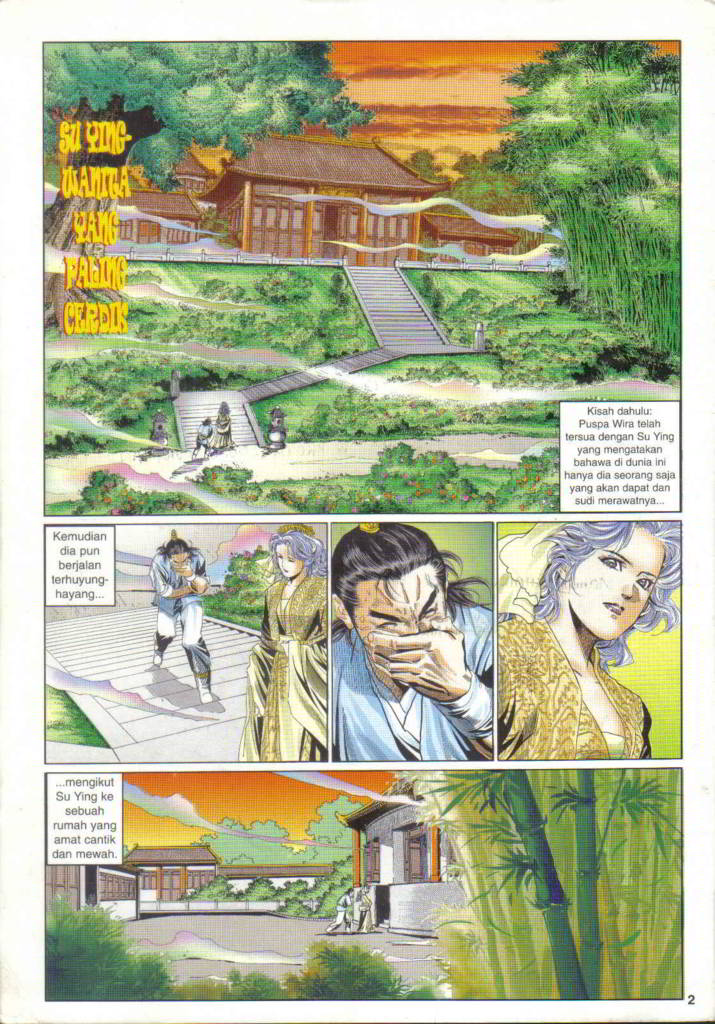 SU YING-
WANITA
YANG
PALING
CERDIK
Kisah dahulu:
Puspa Wira telah
tersua dengan Su Ying
yang mengatakan
bahawa di dunia ini
hanya dia seorang saja
yang akan dapat dan
sudi merawatnya...
Kemudian
dia pun
berjalan
terhuyung-
hayang...
...mengikut
Su Ying ke
sebuah
rumah yang
amat cantik
dan mewah.
2